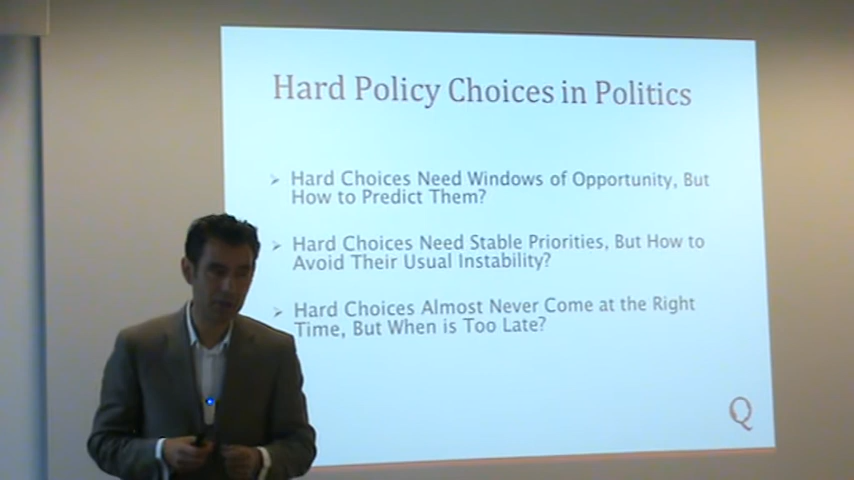 Hard Policy Choices in Politics
➢ Hard Choices Need Windows of Opportunity, But
How to Predict Them?
➢ Hard Choices Need Stable Priorities, But How to
Avoid Their Usual Instability?
➢ Hard Choices Almost Never Come at the Right
Time, But When is Too Late?
Q